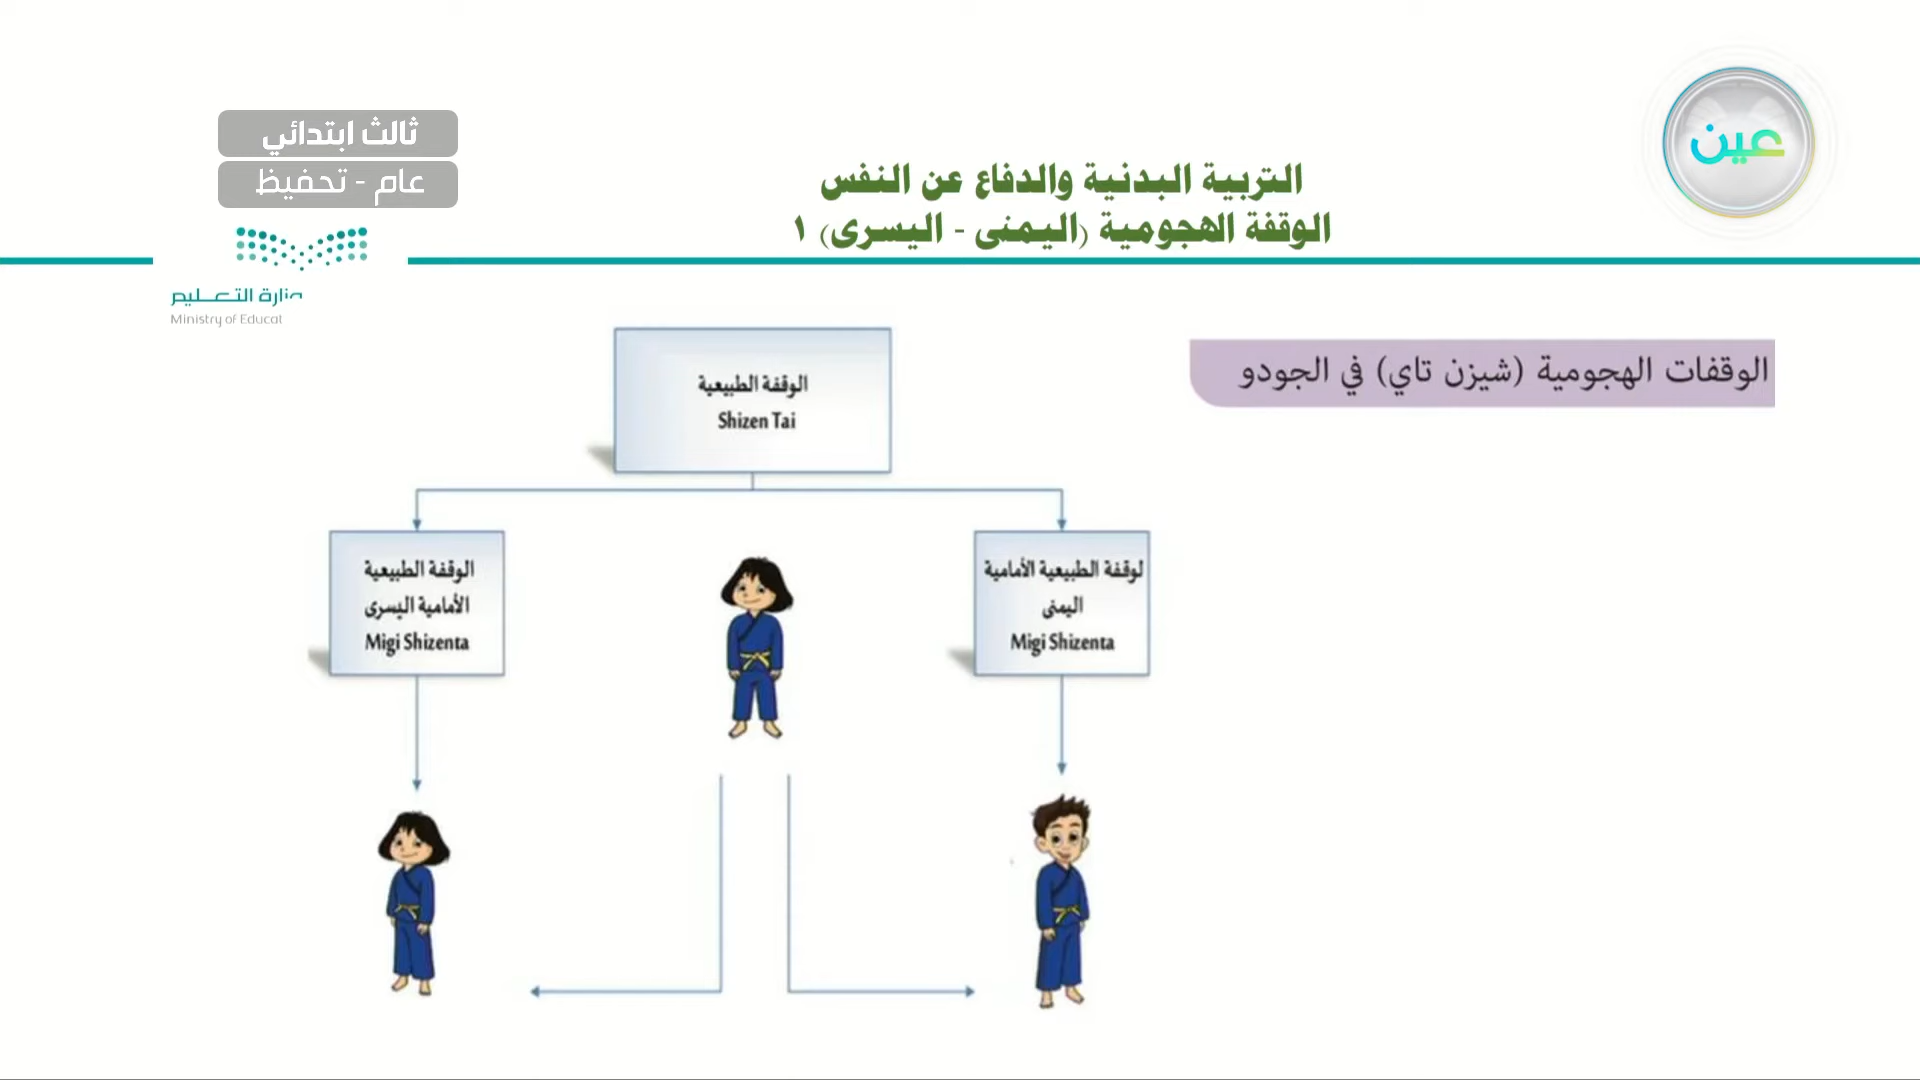 عين
ثالث ابتدائي
عام - تحفيظ
التربية البدنية والدفاع عن النفس
الوقفة الهجومية (اليمنى - اليسرى) ١
وزارة التعليم
Ministry of Educat
الوقفات الهجومية (شيزن تاي) في الجودو
الوقفة الطبيعية
Shizen Tai
لوقفة الطبيعية الأمامية
اليمنى
Migi Shizenta
الوقفة الطبيعية
الأمامية اليسرى
Migi Shizenta